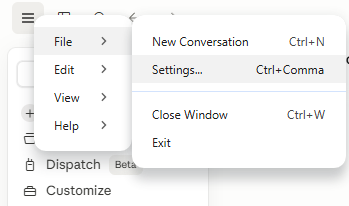 File
Edit
View
Help
New Conversation Ctrl+N
Settings... Ctrl+Comma
Close Window Ctrl+W
Exit
Dispatch Beta
Customize